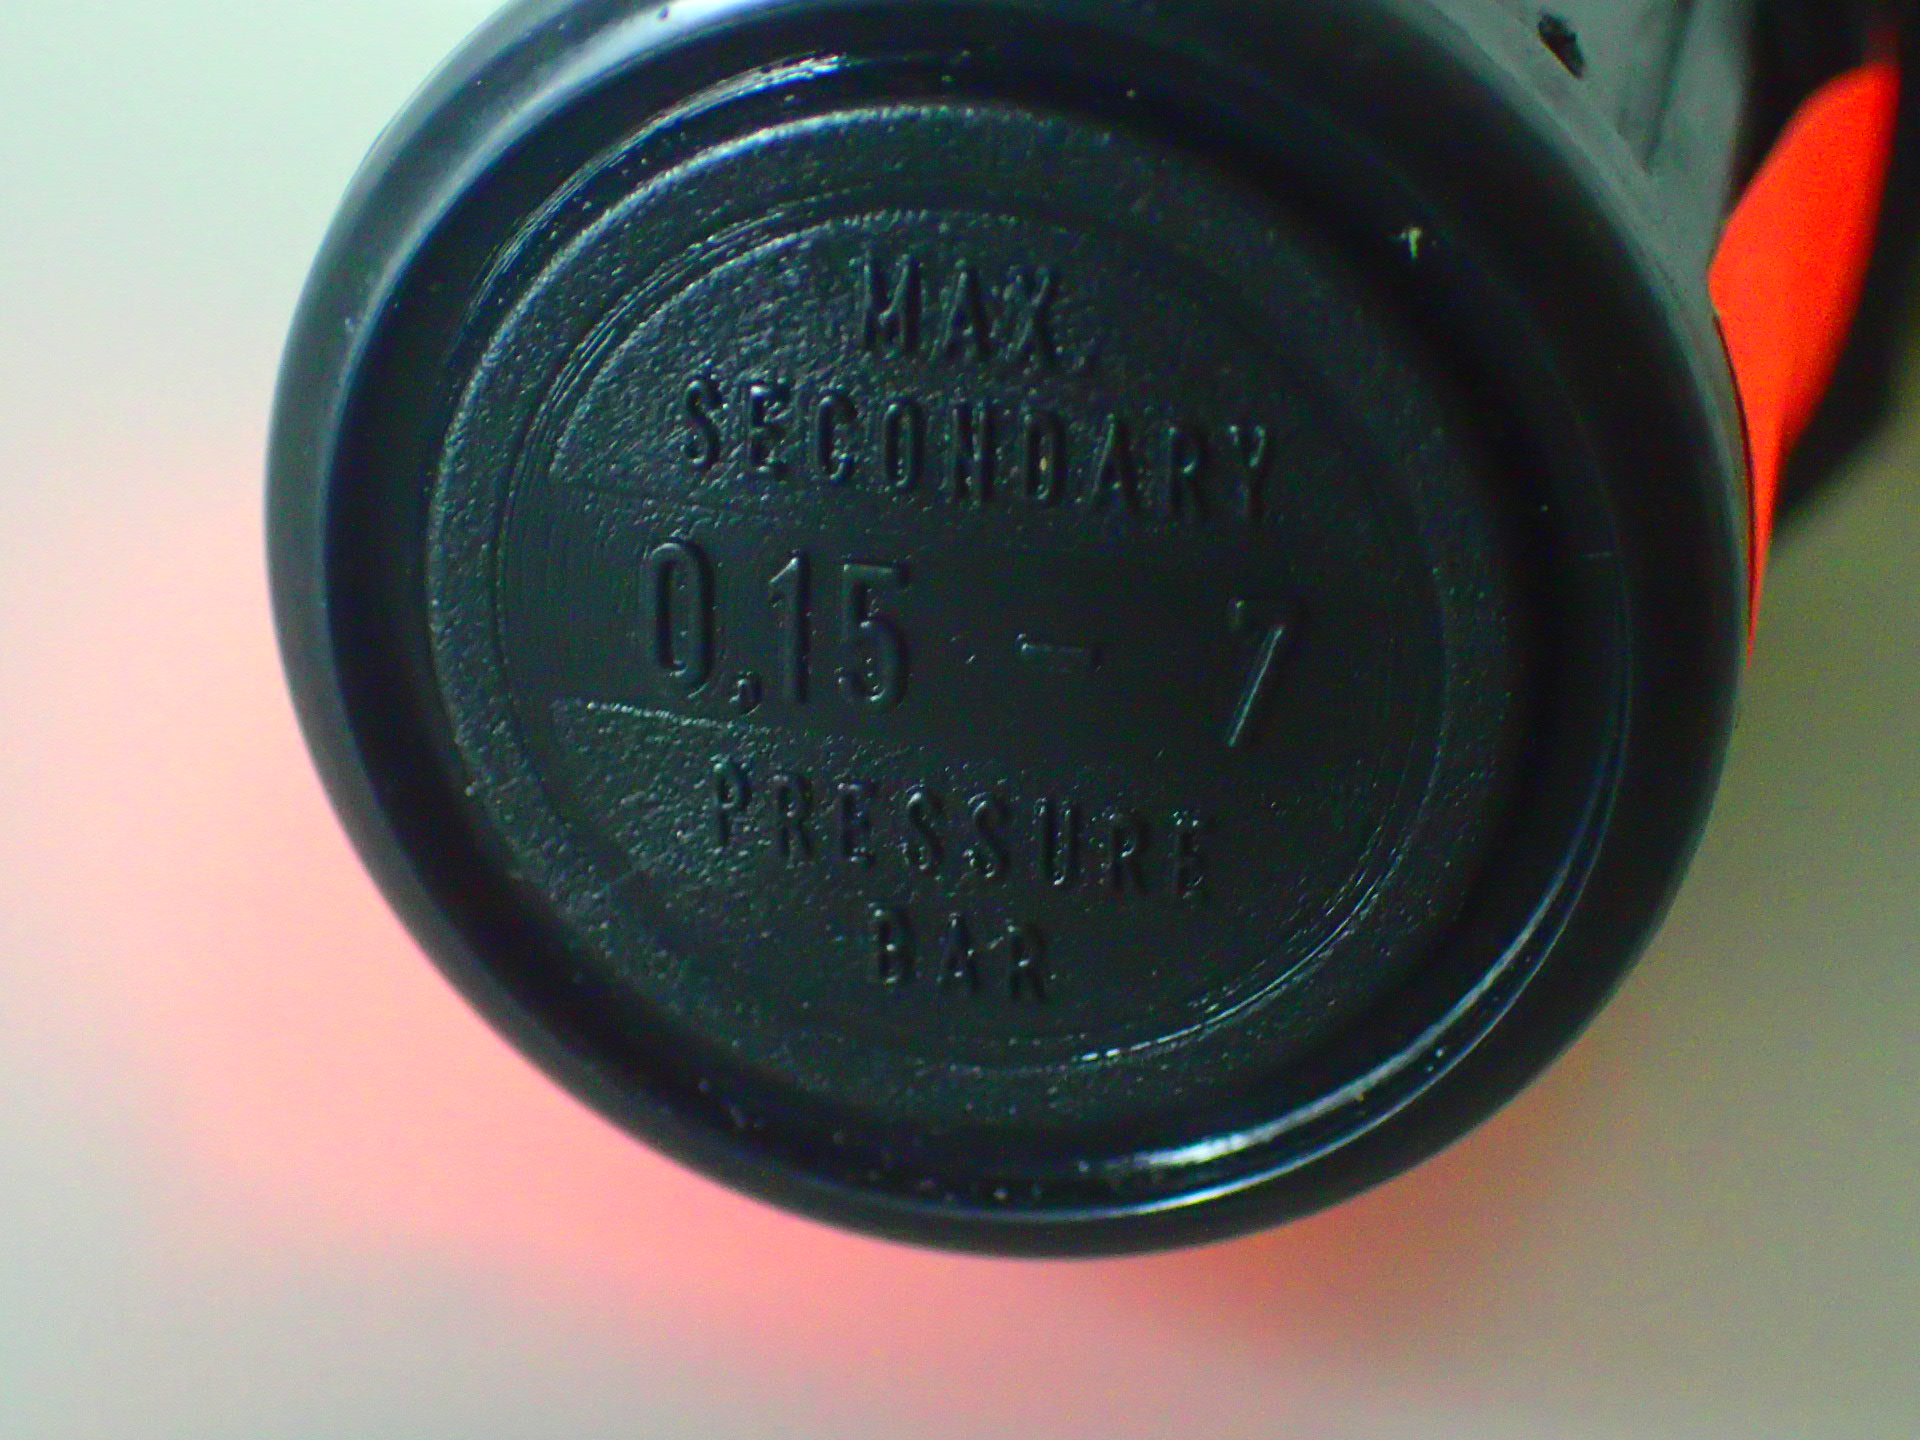 MAX
SECONDARY
0.15 - 7
PRESSURE
BAR